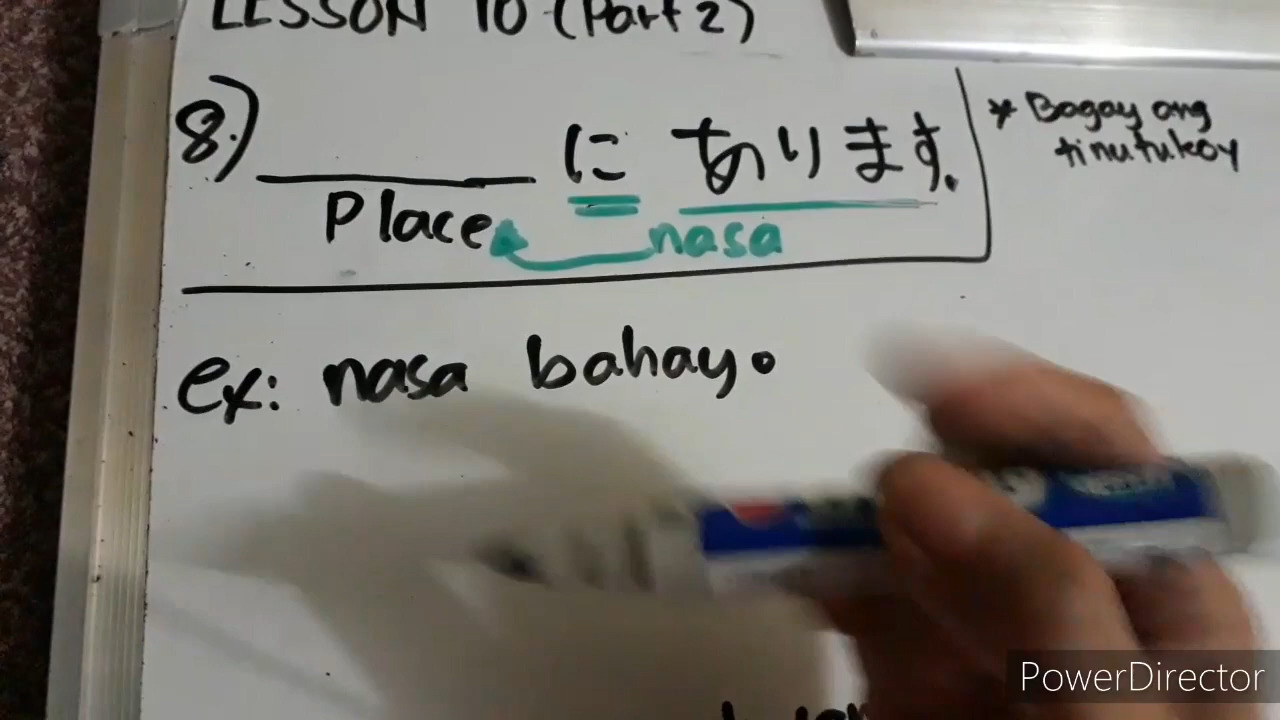 LESSON 10 (Part 2)
8.) ______ に あります.
Place nasa
* Bagay ang
tinutukoy
ex: nasa bahay.
PowerDirector